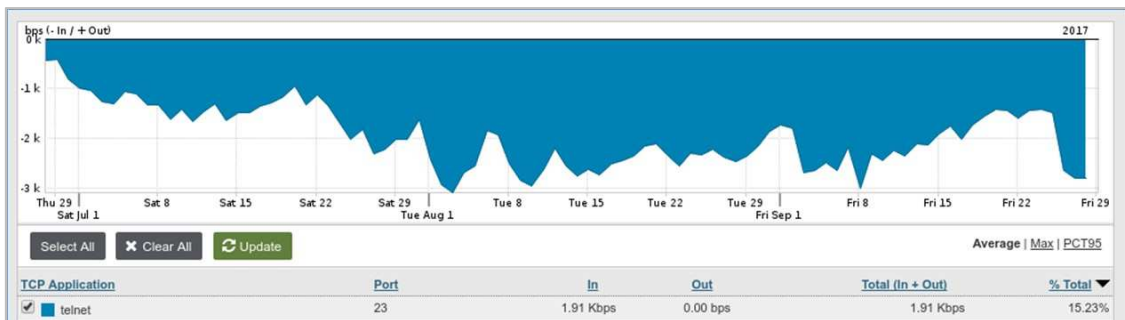 bps (- In / + Out)
2017
0 k
-1 k
-2 k
-3 k
Thu 29 Sat 8 Sat 15 Sat 22 Sat 29 Tue 8 Tue 15 Tue 22 Tue 29 Fri 8 Fri 15 Fri 22 Fri 29
Sat Jul 1 Tue Aug 1 Fri Sep 1
Select All Clear All Update Average | Max | PCT95
TCP Application Port In Out Total (In + Out) % Total
telnet 23 1.91 Kbps 0.00 bps 1.91 Kbps 15.23%